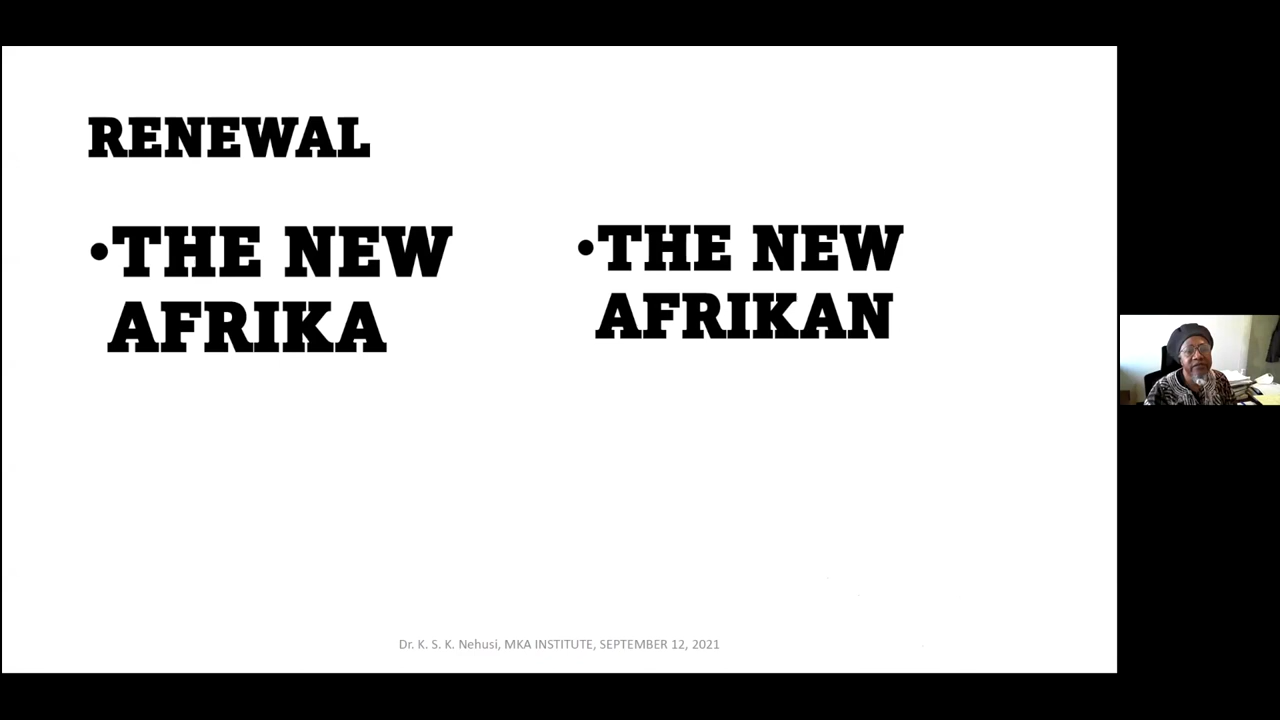 RENEWAL
•THE NEW
AFRIKA
•THE NEW
AFRIKAN
Dr. K. S. K. Nehusi, MKA INSTITUTE, SEPTEMBER 12, 2021